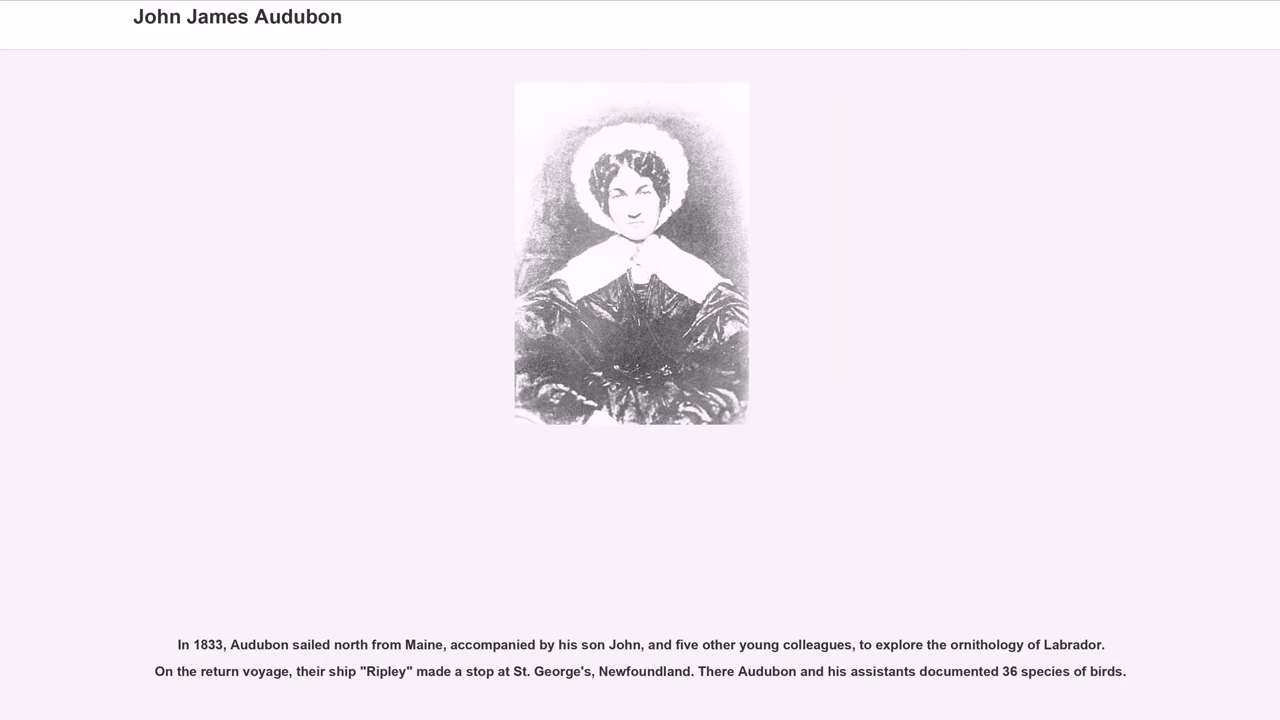 John James Audubon
In 1833, Audubon sailed north from Maine, accompanied by his son John, and five other young colleagues, to explore the ornithology of Labrador.
On the return voyage, their ship "Ripley" made a stop at St. George's, Newfoundland. There Audubon and his assistants documented 36 species of birds.